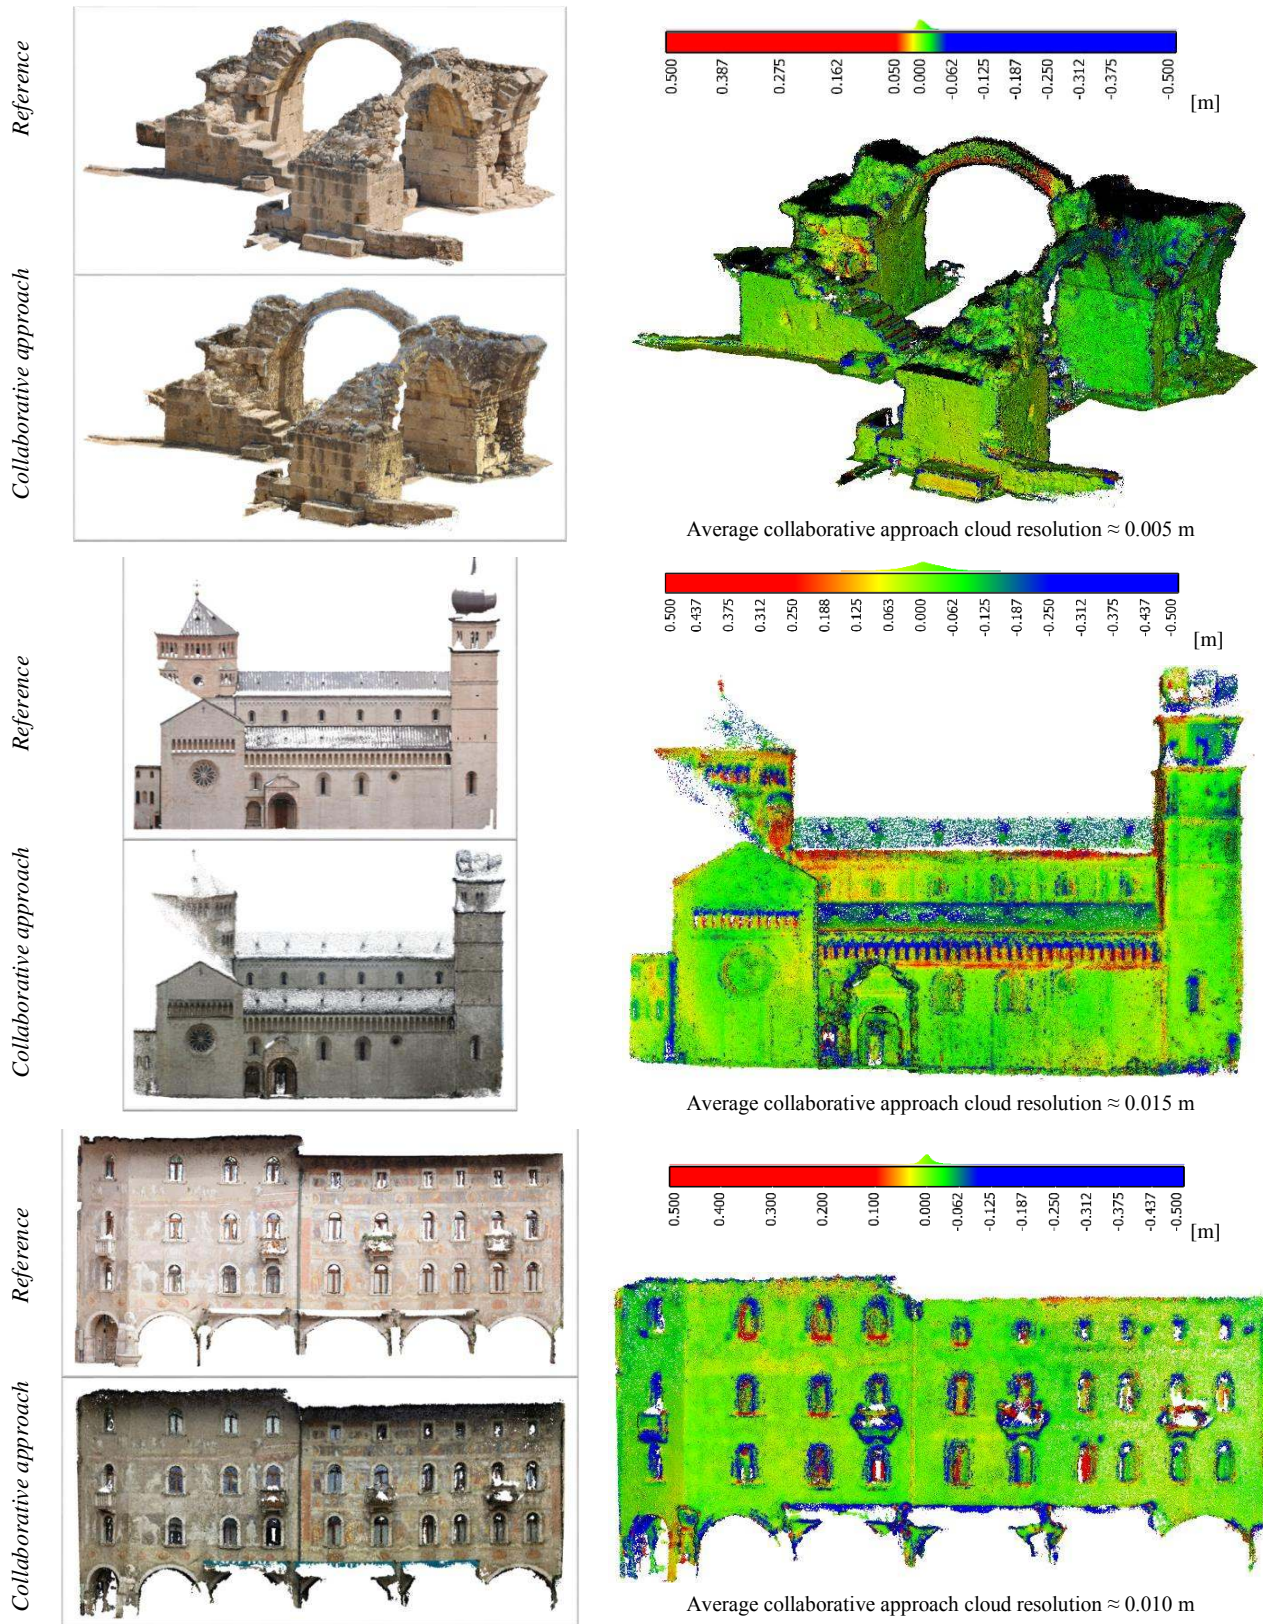 Reference
Collaborative approach
0.500 0.387 0.275 0.162 0.050 0.000 -0.062 -0.125 -0.187 -0.250 -0.312 -0.375 -0.500
[m]
Average collaborative approach cloud resolution ≈ 0.005 m
Reference
Collaborative approach
0.500 0.437 0.375 0.312 0.250 0.188 0.125 0.063 0.000 -0.062 -0.125 -0.187 -0.250 -0.312 -0.375 -0.437 -0.500
[m]
Average collaborative approach cloud resolution ≈ 0.015 m
Reference
Collaborative approach
0.500 0.400 0.300 0.200 0.100 0.000 -0.062 -0.125 -0.187 -0.250 -0.312 -0.375 -0.437 -0.500
[m]
Average collaborative approach cloud resolution ≈ 0.010 m